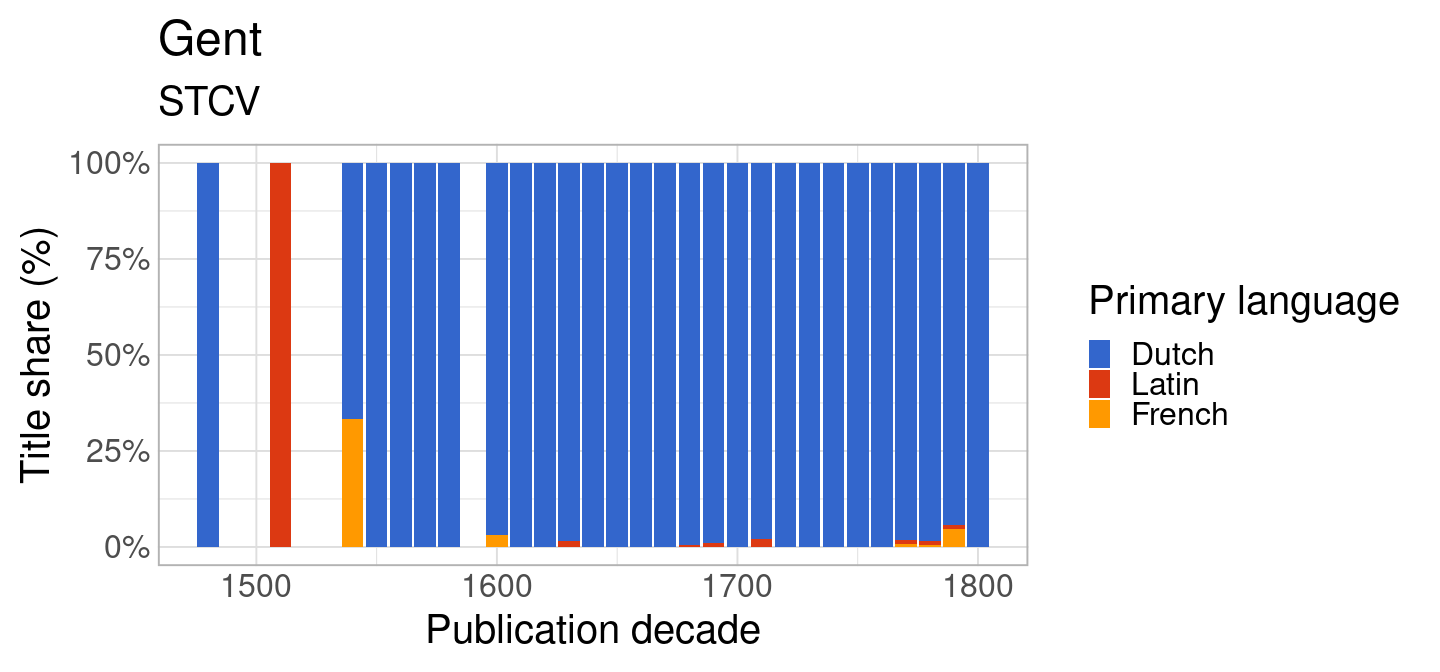 Gent
STCV
100%
75%
50%
25%
0%
Title share (%)
1500 1600 1700 1800
Publication decade
Primary language
Dutch
Latin
French